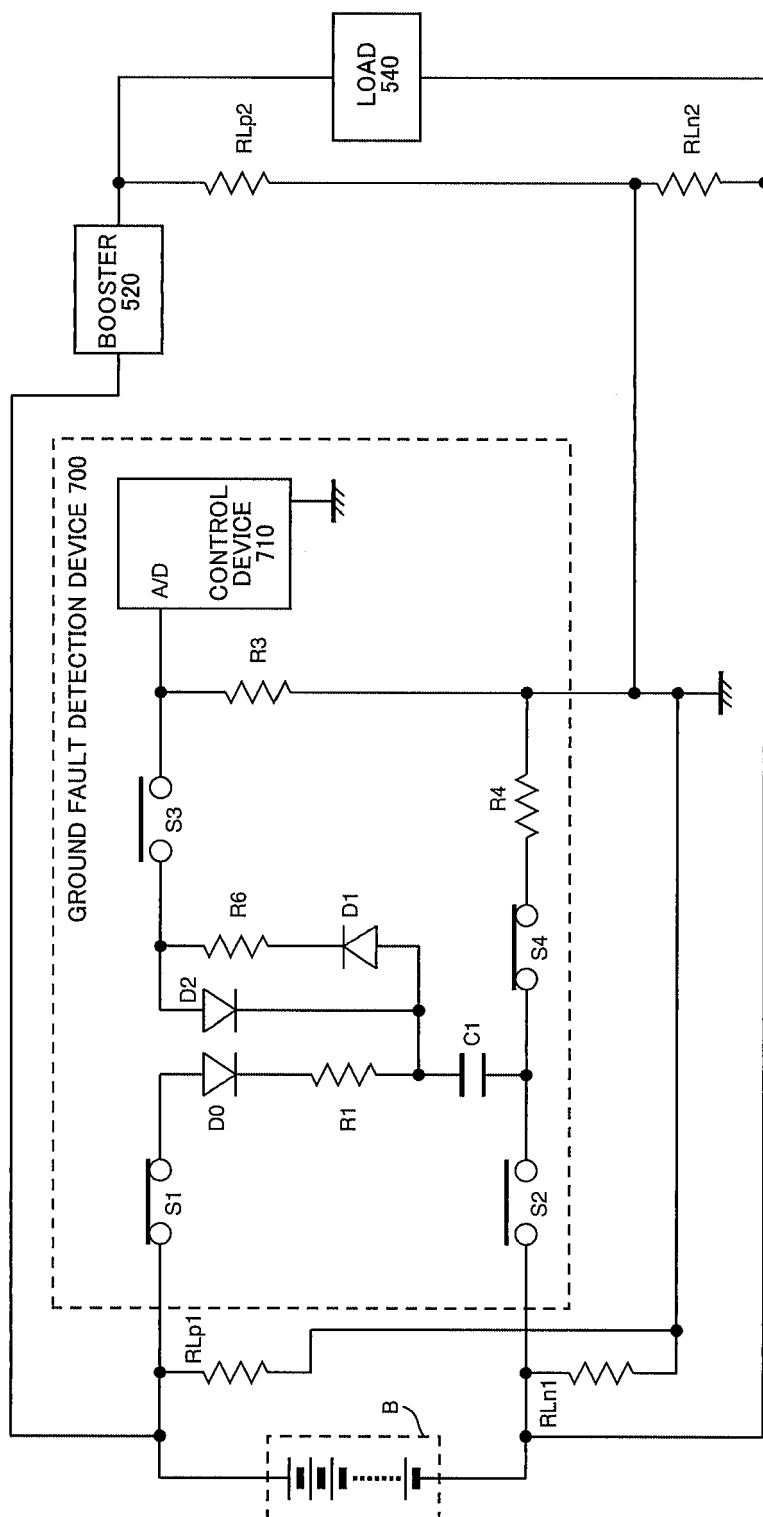 BOOSTER
520
LOAD
540
RLp2
RLn2
GROUND FAULT DETECTION DEVICE 700
A/D
CONTROL
DEVICE
710
R3
S3
R6
D1
D2
D0
R1
C1
S1
S2
S4
R4
RLp1
RLn1
B